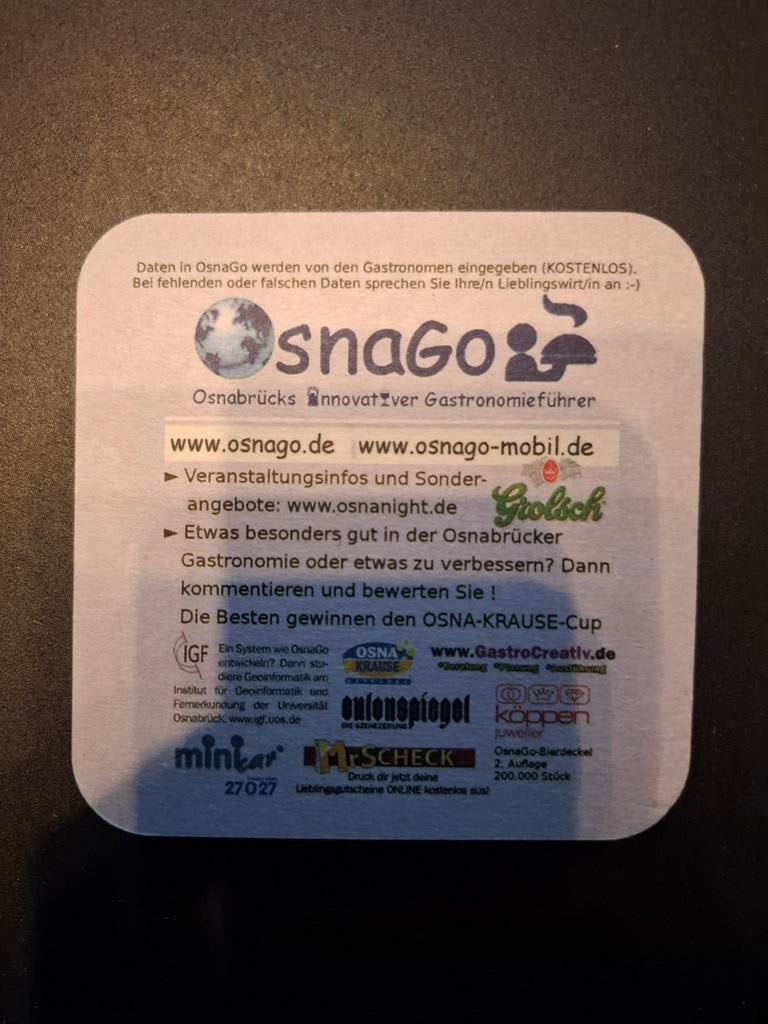 Daten in OsnaGo werden von den Gastronomen eingegeben (KOSTENLOS).
Bei fehlenden oder falschen Daten sprechen Sie Ihre/n Lieblingswirt/in an :-)
OsnaGo
Osnabrücks Innovativer Gastronomieführer
www.osnago.de www.osnago-mobil.de
► Veranstaltungsinfos und Sonder-
angebote: www.osnanight.de
Grolsch
► Etwas besonders gut in der Osnabrücker
Gastronomie oder etwas zu verbessern? Dann
kommentieren und bewerten Sie !
Die Besten gewinnen den OSNA-KRAUSE-Cup
IGF
Ein System wie OsnaGo
entwickeln? Dann stu-
diere Geoinformatik am
Institut für Geoinformatik und
Fernerkundung der Universität
Osnabrück. www.igf.uos.de
OSNA
KRAUSE
www.GastroCreativ.de
*Beratung *Planung *Ausführung
eulenspiegel
DIE SZENEZEITUNG
köppen
juwelier
minicar
27027
MrSCHECK
Druck dir jetzt deine
Lieblingsgutscheine ONLINE kostenlos aus!
OsnaGo-Bierdeckel
2. Auflage
200.000 Stück